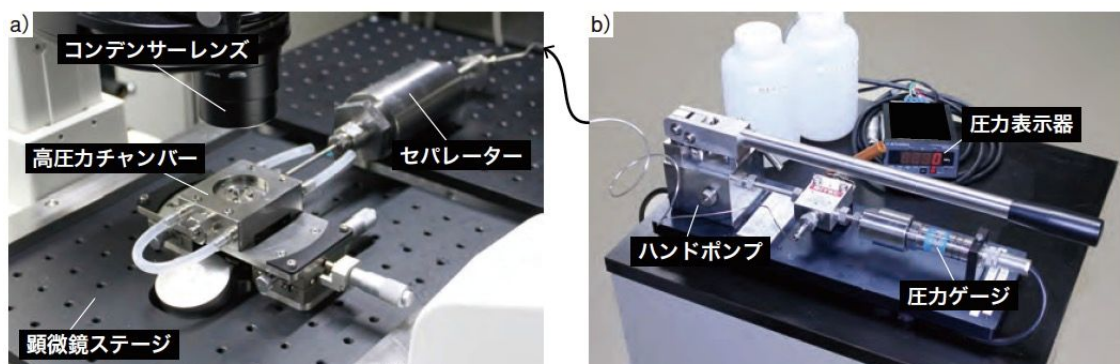 a)
コンデンサーレンズ
高圧力チャンバー
セパレーター
顕微鏡ステージ
b)
圧力表示器
ハンドポンプ
圧力ゲージ